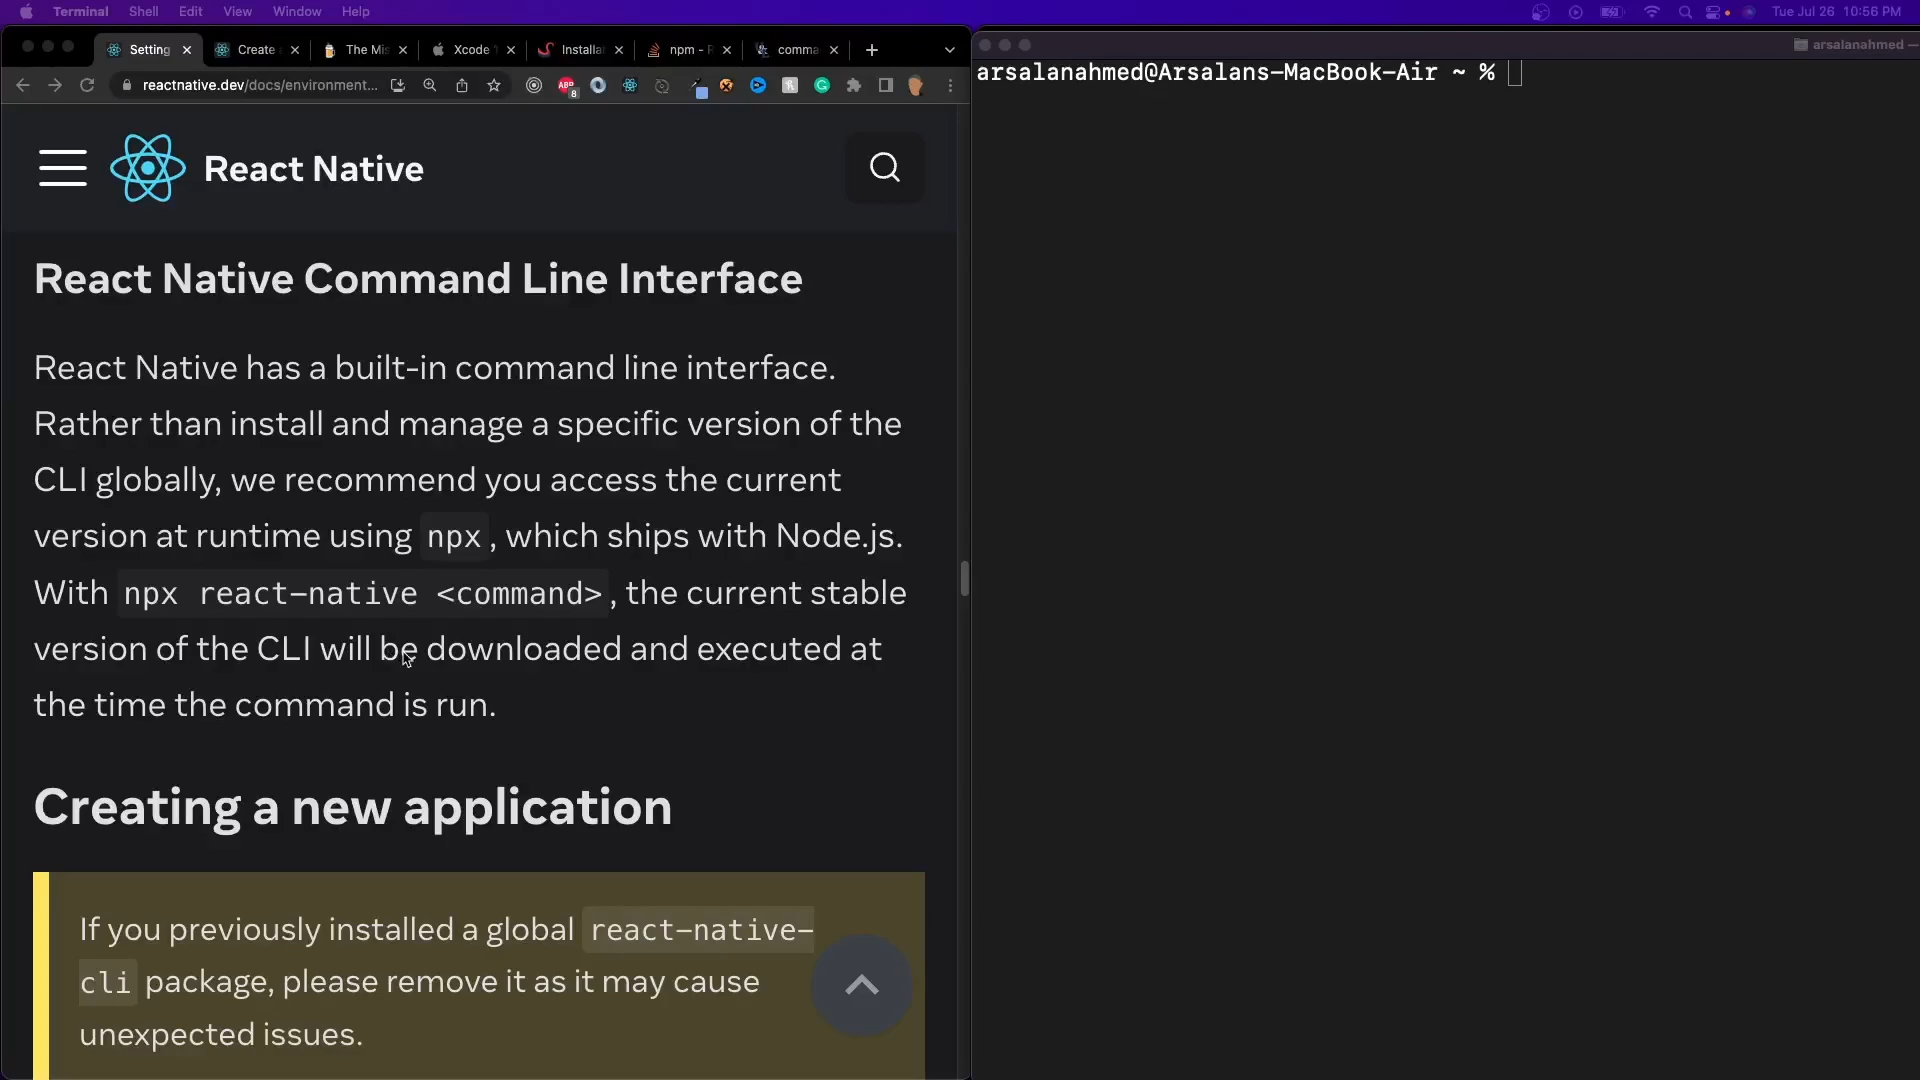 Terminal Shell Edit View Window Help Tue Jul 26 10:56 PM
Setting Create The Mis Xcode Installa npm - comma
arsalanahmed —
reactnative.dev/docs/environment... ABP 8
arsalanahmed@Arsalans-MacBook-Air ~ %
React Native
React Native Command Line Interface
React Native has a built-in command line interface.
Rather than install and manage a specific version of the
CLI globally, we recommend you access the current
version at runtime using npx, which ships with Node.js.
With npx react-native <command>, the current stable
version of the CLI will be downloaded and executed at
the time the command is run.
Creating a new application
If you previously installed a global react-native-
cli package, please remove it as it may cause
unexpected issues.